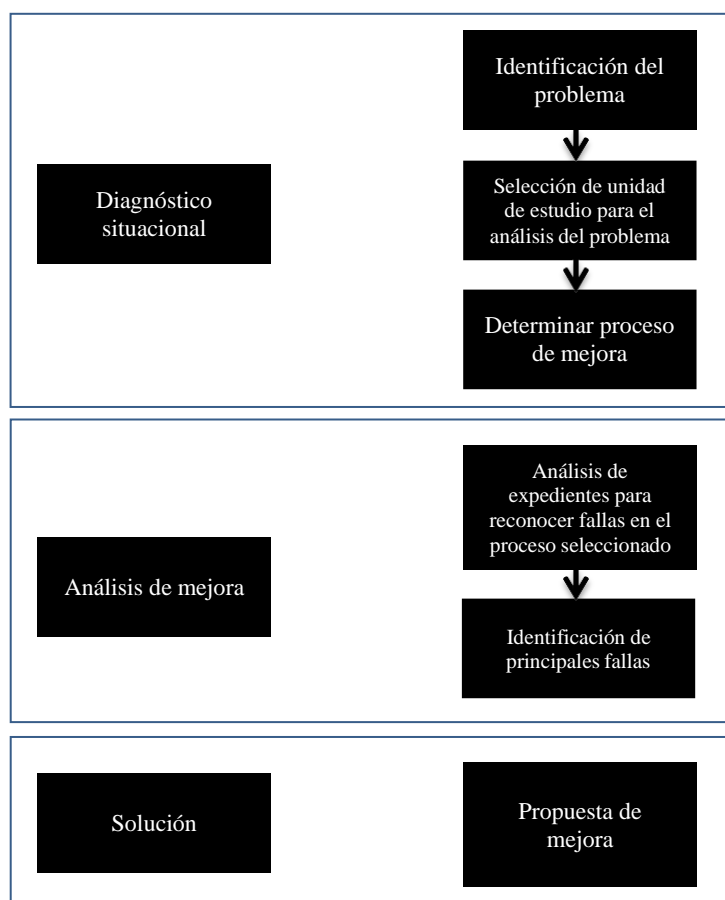 Identificación del
problema
Diagnóstico
situacional
Selección de unidad
de estudio para el
análisis del problema
Determinar proceso
de mejora
Análisis de mejora
Análisis de
expedientes para
reconocer fallas en el
proceso seleccionado
Identificación de
principales fallas
Solución
Propuesta de
mejora